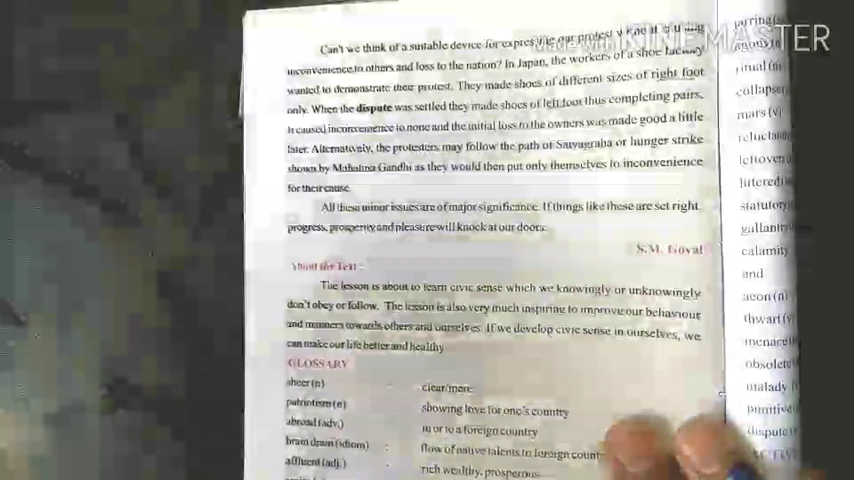 Made with KINEMASTER
Can't we think of a suitable device for expressing our protest without causing
inconvenience to others and loss to the nation? In Japan, the workers of a shoe factory
wanted to demonstrate their protest. They made shoes of different sizes of right foot
only. When the dispute was settled they made shoes of left foot thus completing pairs.
It caused inconvenience to none and the initial loss to the owners was made good a little
later. Alternatively, the protesters may follow the path of Satyagraha or hunger strike
shown by Mahatma Gandhi as they would then put only themselves to inconvenience
for their cause.
All these minor issues are of major significance. If things like these are set right,
progress, prosperity and pleasure will knock at our doors.
S.M. Goyal
About the Text :
The lesson is about to learn civic sense which we knowingly or unknowingly
don't obey or follow. The lesson is also very much inspiring to improve our behaviour
and manners towards others and ourselves. If we develop civic sense in ourselves, we
can make our life better and healthy
GLOSSARY
sheer (n) clear/mere
patriotism (n) showing love for one's country
abroad (adv.) in or to a foreign country
brain drain (idiom) : flow of native talents to foreign
affluent (adj.) : rich wealthy, prosperous
jarring
ritual (n
collapse
mars (v)
reluctan
leftover
littered
statutory
gallantry
calamity
and
aeon (n)
thwart (v
menace
obsolete
malady
punitive
dispute